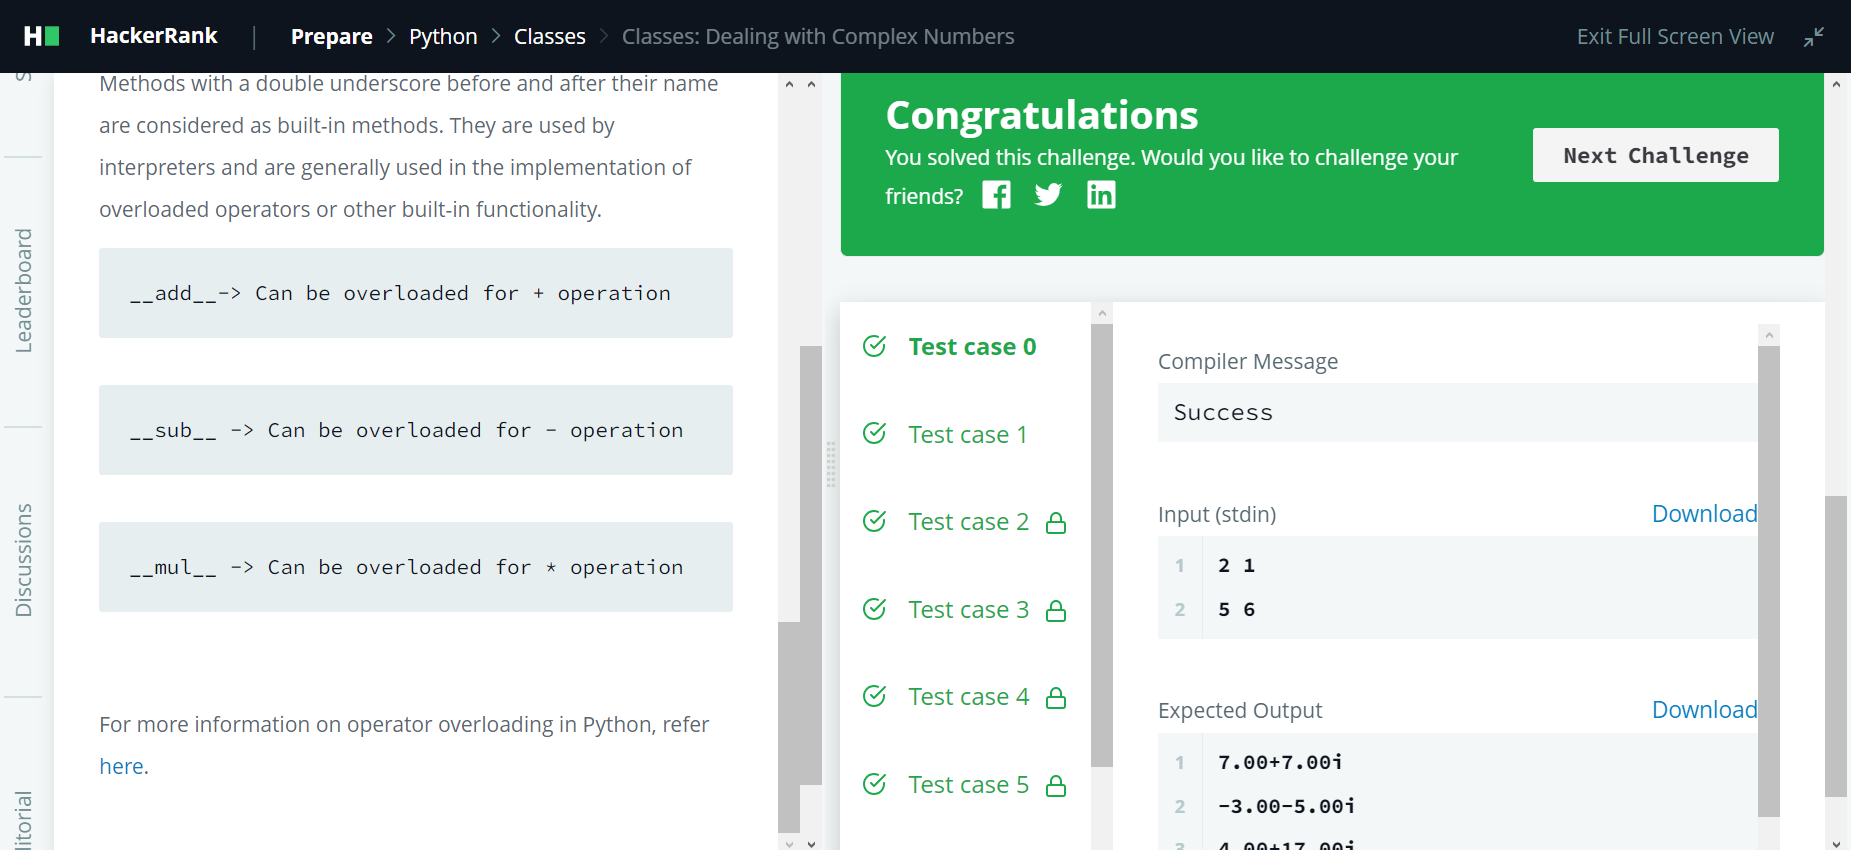 H HackerRank | Prepare > Python > Classes > Classes: Dealing with Complex Numbers Exit Full Screen View
Leaderboard
Discussions
Methods with a double underscore before and after their name
are considered as built-in methods. They are used by
interpreters and are generally used in the implementation of
overloaded operators or other built-in functionality.
__add__-> Can be overloaded for + operation
__sub__ -> Can be overloaded for - operation
__mul__ -> Can be overloaded for * operation
For more information on operator overloading in Python, refer
here.
Congratulations
You solved this challenge. Would you like to challenge your
friends?
Next Challenge
Test case 0
Test case 1
Test case 2
Test case 3
Test case 4
Test case 5
Compiler Message
Success
Input (stdin) Download
1 2 1
2 5 6
Expected Output Download
1 7.00+7.00i
2 -3.00-5.00i
3 4.00+17.00i